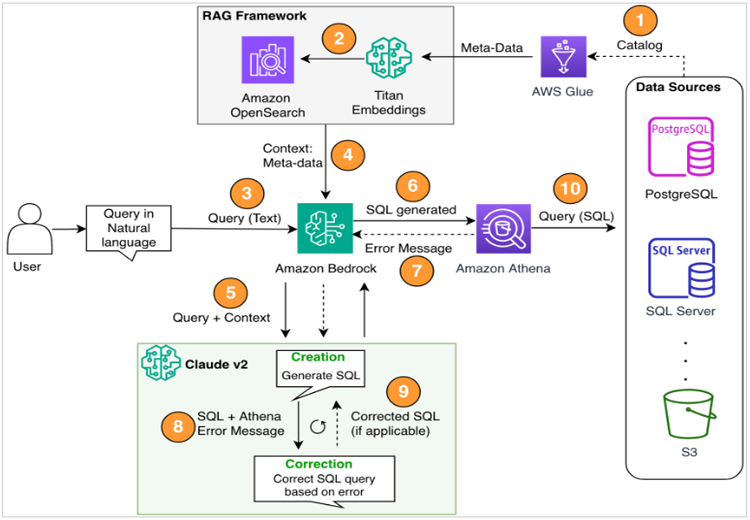 RAG Framework
1
2
Meta-Data
Catalog
Amazon
OpenSearch
Titan
Embeddings
AWS Glue
Data Sources
PostgreSQL
PostgreSQL
Context:
Meta-data
4
3
6
10
Query in
Natural
language
Query (Text)
SQL generated
Query (SQL)
Error Message
User
Amazon Bedrock
7
Amazon Athena
SQL Server
SQL Server
5
Query + Context
Claude v2
Creation
Generate SQL
9
8
SQL + Athena
Error Message
Corrected SQL
(if applicable)
Correction
Correct SQL query
based on error
S3